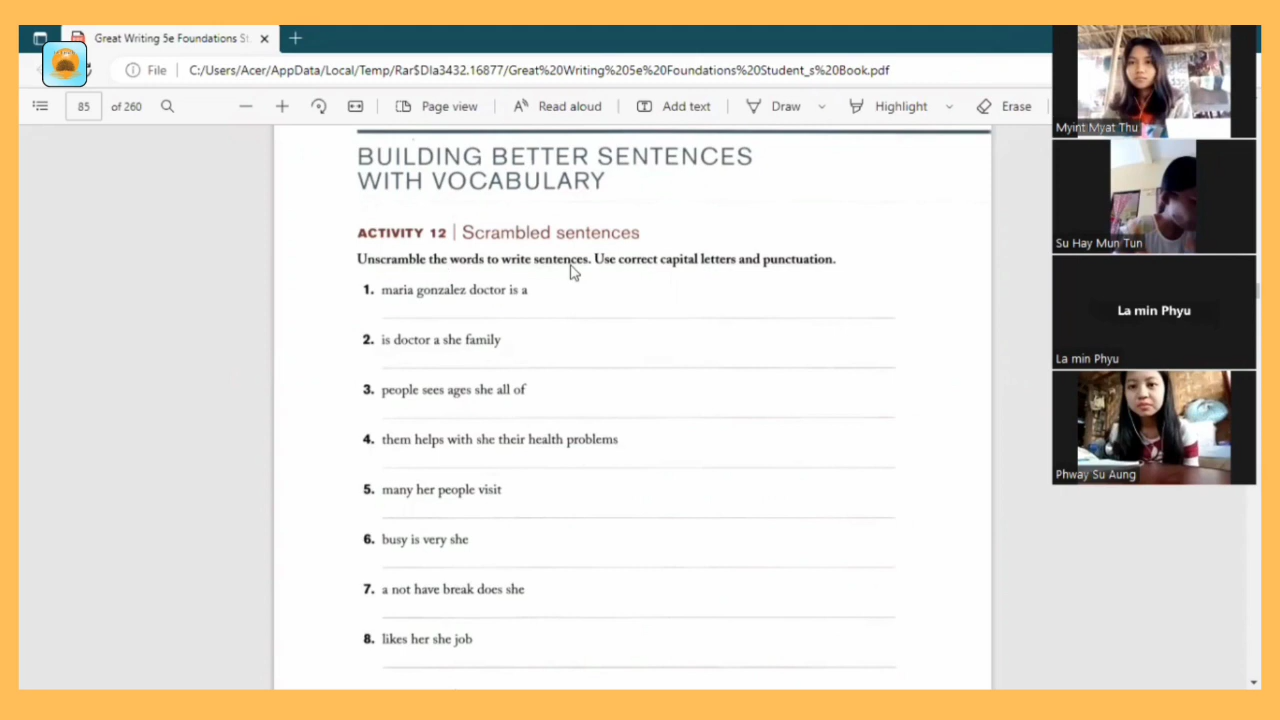 Great Writing 5e Foundations St
File C:/Users/Acer/AppData/Local/Temp/Rar$DIa3432.16877/Great%20Writing%205e%20Foundations%20Student_s%20Book.pdf
85 of 260 Page view Read aloud Add text Draw Highlight Erase
BUILDING BETTER SENTENCES
WITH VOCABULARY
ACTIVITY 12 | Scrambled sentences
Unscramble the words to write sentences. Use correct capital letters and punctuation.
1. maria gonzalez doctor is a
2. is doctor a she family
3. people sees ages she all of
4. them helps with she their health problems
5. many her people visit
6. busy is very she
7. a not have break does she
8. likes her she job
Myint Myat Thu
Su Hay Mun Tun
La min Phyu
La min Phyu
Phway Su Aung